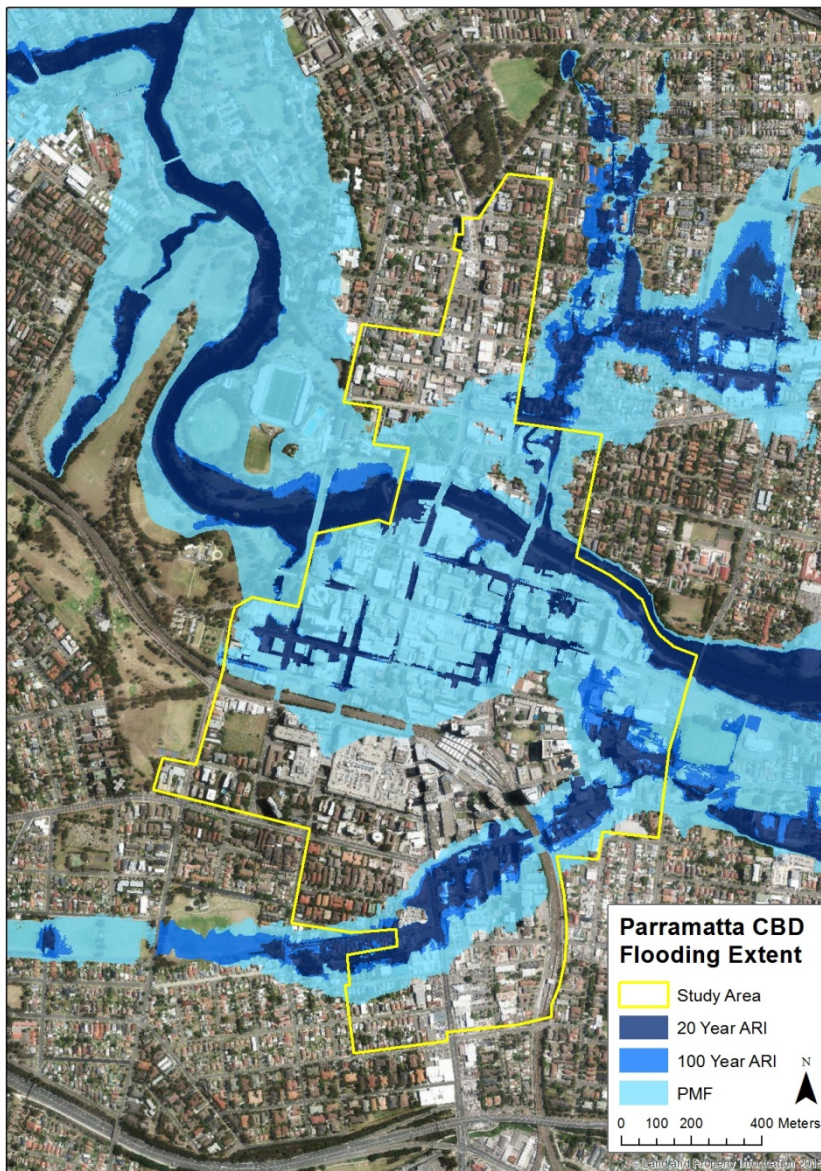 Parramatta CBD
Flooding Extent
Study Area
20 Year ARI
100 Year ARI
PMF
N
0 100 200 400 Meters
© Land and Property Information